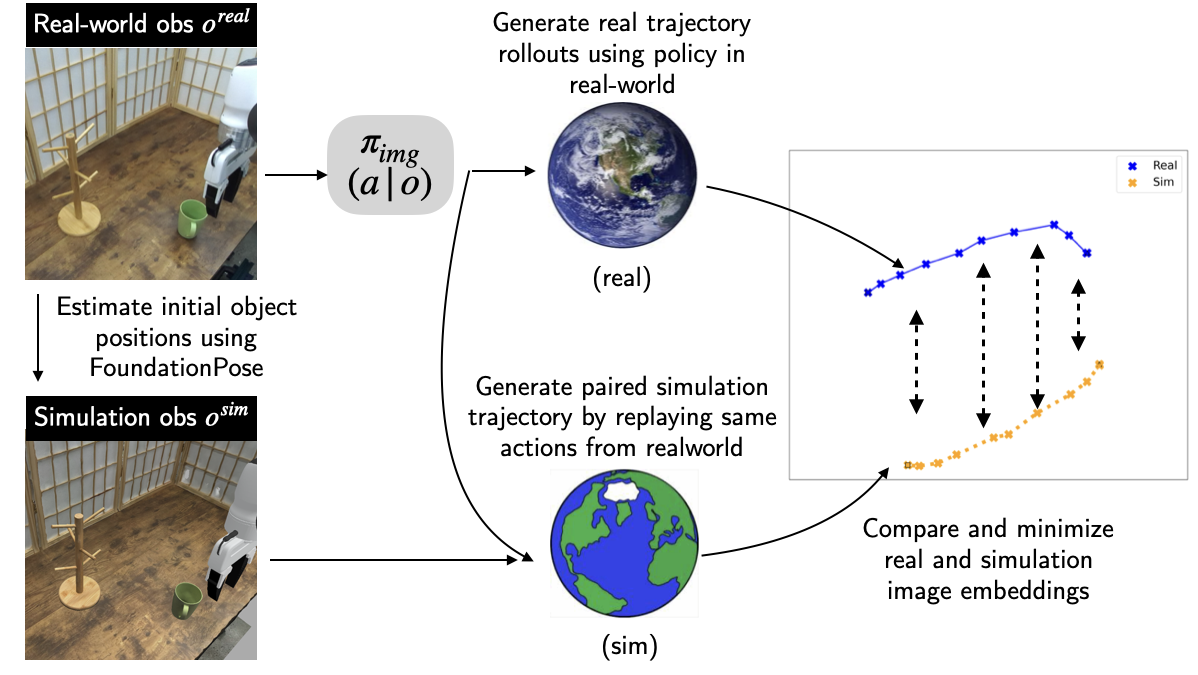 Real-world obs o^real
Estimate initial object
positions using
FoundationPose
Simulation obs o^sim
π_img
(a|o)
Generate real trajectory
rollouts using policy in
real-world
(real)
Generate paired simulation
trajectory by replaying same
actions from realworld
(sim)
Real
Sim
Compare and minimize
real and simulation
image embeddings